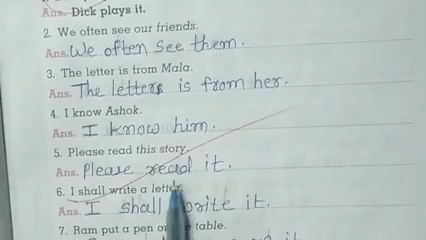 Ans. Dick plays it.
2. We often see our friends.
Ans. We often see them.
3. The letter is from Mala.
Ans. The letters is from her.
4. I know Ashok.
Ans. I know him.
5. Please read this story.
Ans. Please read it.
6. I shall write a letter
Ans. I shall write it.
7. Ram put a pen on table.
it